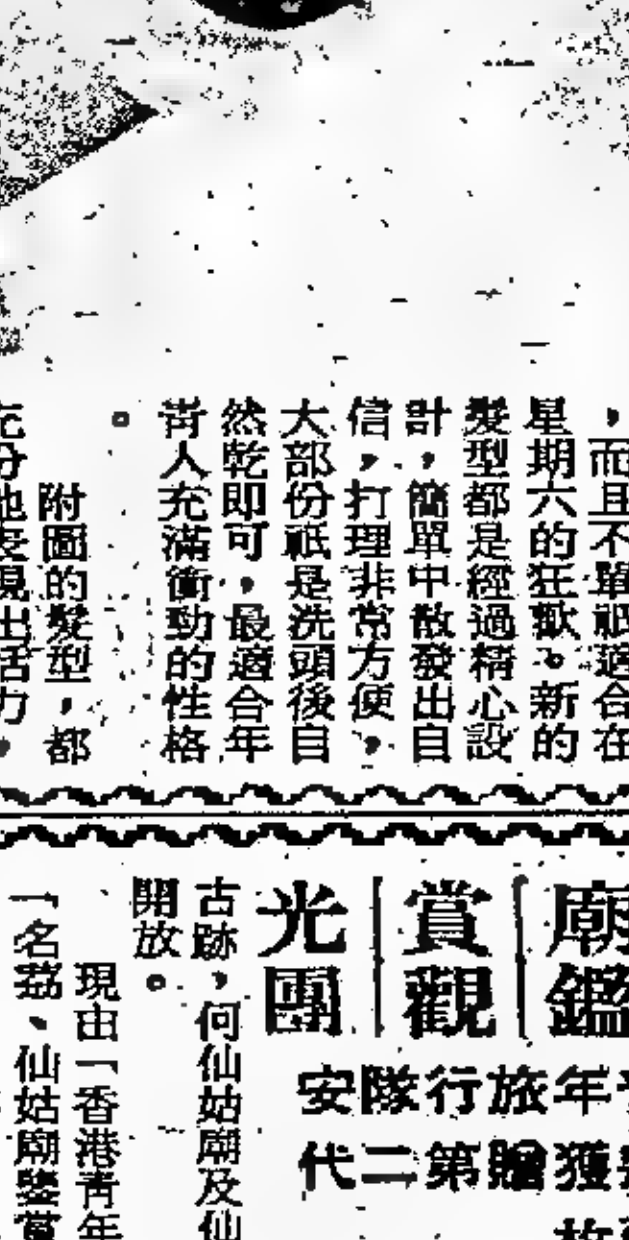 ，而且不單祇適合在
星期六的狂歡。新的
髮型都是經過精心設
計，簡單中散發出自
信，打理非常方便，
大部份祇是洗頭後自
然乾即可，最適合年
青人充滿衝勁的性格
。
附圖的髮型，都
充分地表現出活力，
廟鑑
賞觀
光團
年獲
旅贈
行第
隊二
安代
古跡，何仙姑廟及仙
開放。
現由「香港青年
「名荔、仙姑廟鑒賞